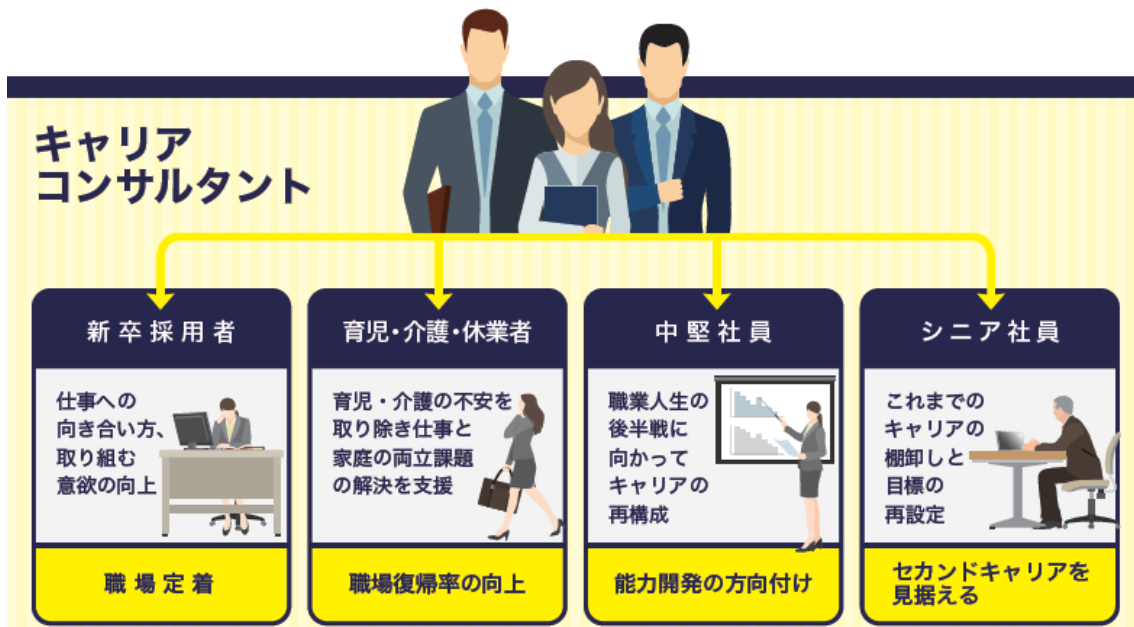 キャリア
コンサルタント
新卒採用者
仕事への
向き合い方、
取り組む
意欲の向上
職場定着
育児・介護・休業者
育児・介護の不安を
取り除き仕事と
家庭の両立課題
の解決を支援
職場復帰率の向上
中堅社員
職業人生の
後半戦に
向かって
キャリアの
再構成
能力開発の方向付け
シニア社員
これまでの
キャリアの
棚卸しと
目標の
再設定
セカンドキャリアを
見据える